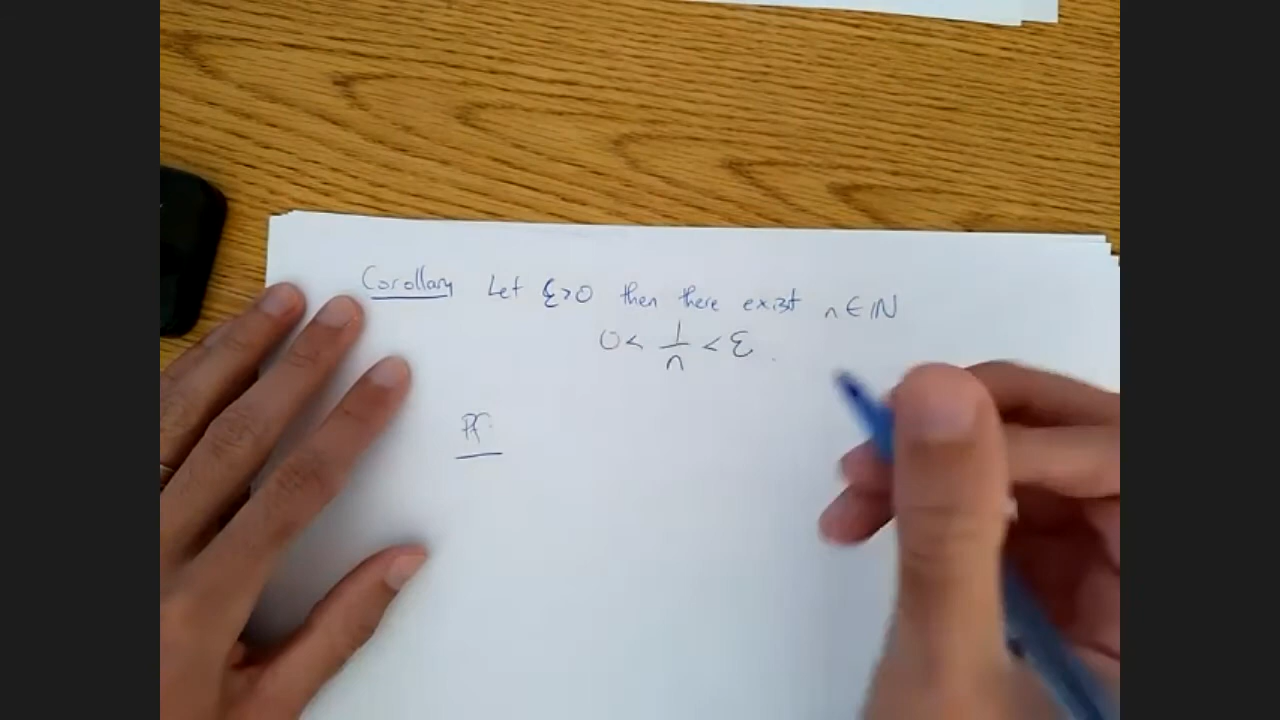 Corollary Let ε>0 then there exist n∈ℕ
0 < 1/n < ε.
Pf: